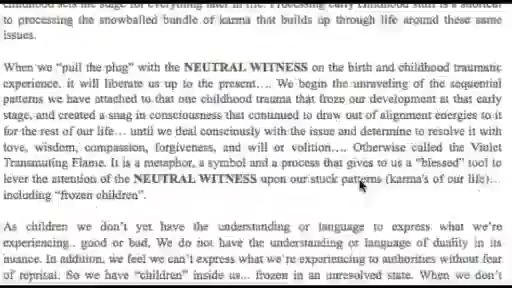 childhood sets the stage for everything later in life. Processing early childhood stuff is a shortcut
to processing the snowballed bundle of karma that builds up through life around these same
issues.
When we "pull the plug" with the NEUTRAL WITNESS on the birth and childhood traumatic
experience, it will liberate us up to the present.... We begin the unraveling of the sequential
patterns we have attached to that one childhood trauma that froze our development at that early
stage, and created a snag in consciousness that continued to draw out of alignment energies to it
for the rest of our life... until we deal consciously with the issue and determine to resolve it with
love, wisdom, compassion, forgiveness, and will or volition.... Otherwise called the Violet
Transmuting Flame. It is a metaphor, a symbol and a process that gives to us a "blessed" tool to
lever the attention of the NEUTRAL WITNESS upon our stuck patterns (karma's of our life)...
including "frozen children".
As children we don't yet have the understanding or language to express what we're
experiencing.. good or bad. We do not have the understanding or language of duality in its
nuance. In addition, we feel we can't express what we're experiencing to authorities without fear
of reprisal. So we have "children" inside us... frozen in an unresolved state. When we don't